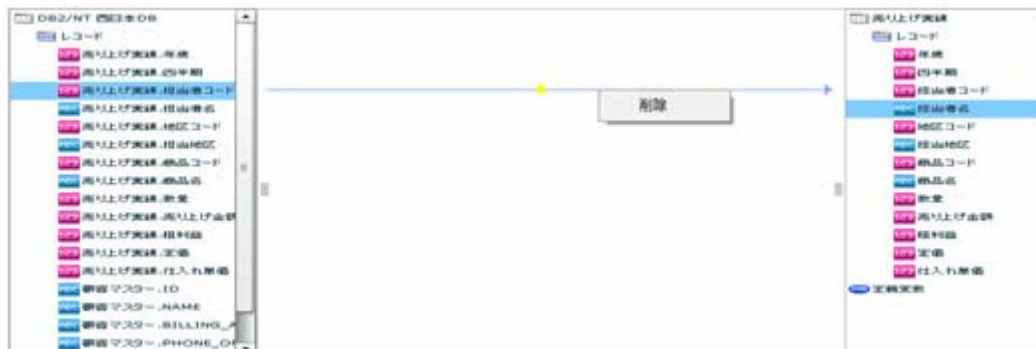 DB2/NT 西日本DB
レコード
売り上げ実績.年度
売り上げ実績.四半期
売り上げ実績.担当者コード
売り上げ実績.担当者名
売り上げ実績.地区コード
売り上げ実績.担当地区
売り上げ実績.商品コード
売り上げ実績.商品名
売り上げ実績.数量
売り上げ実績.売り上げ金額
売り上げ実績.粗利益
売り上げ実績.定価
売り上げ実績.仕入れ単価
顧客マスター.ID
顧客マスター.NAME
顧客マスター.BILLING_A
顧客マスター.PHONE_OF
削除
売り上げ実績
レコード
年度
四半期
担当者コード
担当者名
地区コード
担当地区
商品コード
商品名
数量
売り上げ金額
粗利益
定価
仕入れ単価
定義変数